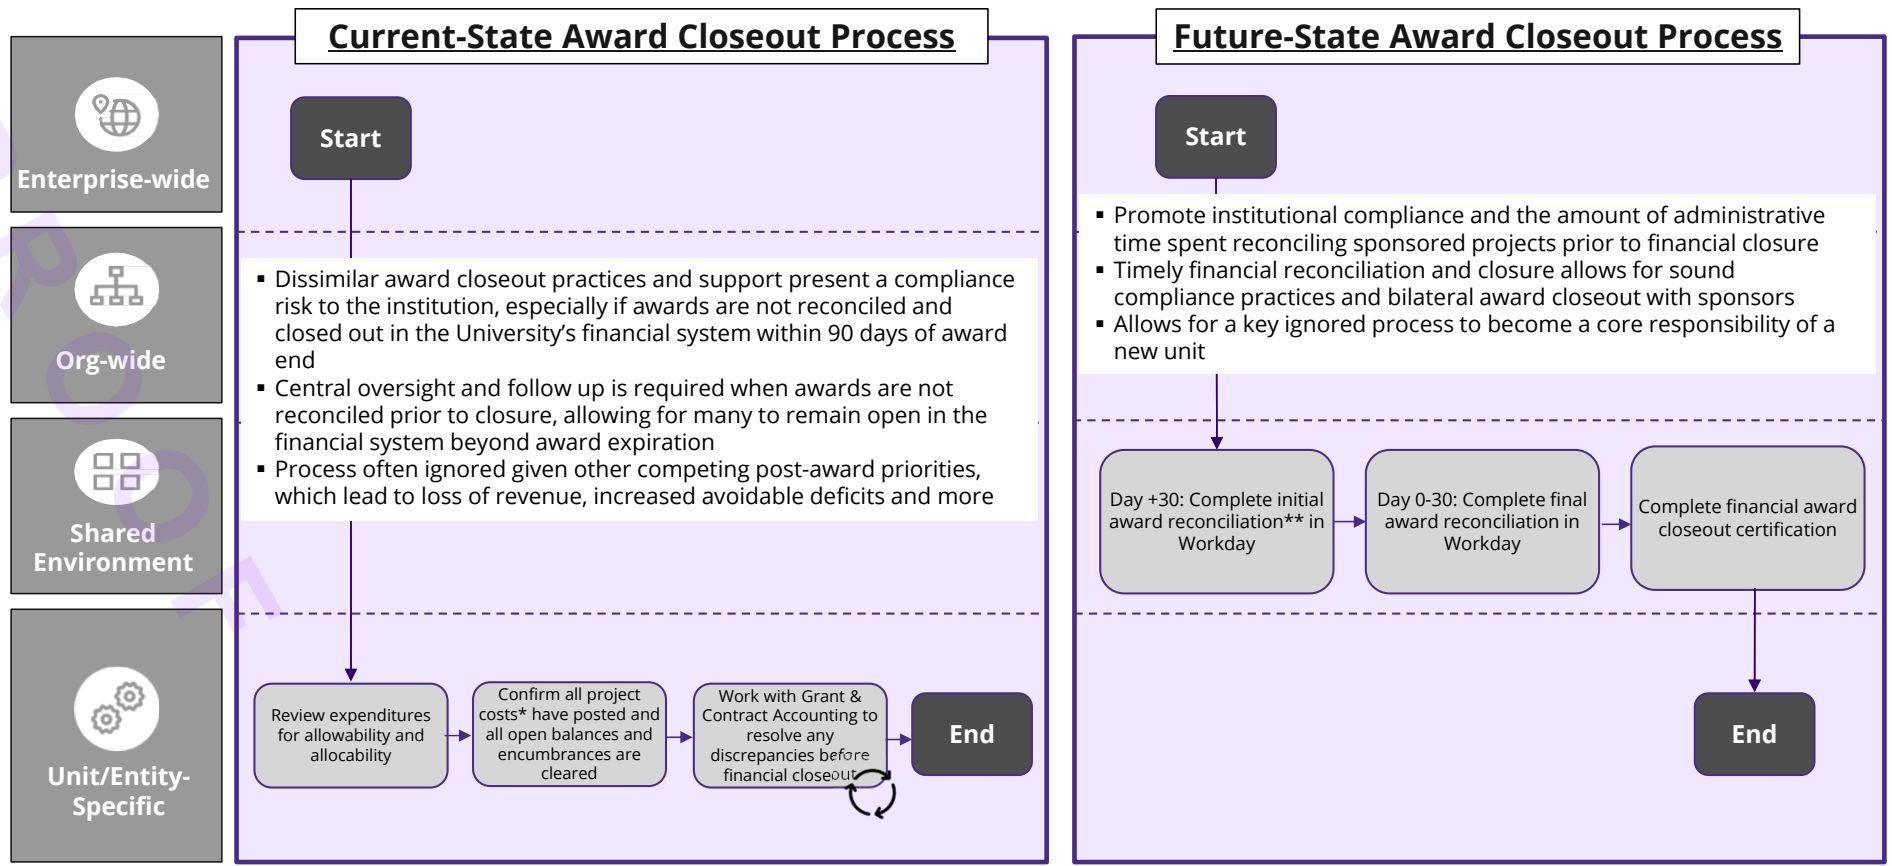 Current-State Award Closeout Process
Future-State Award Closeout Process
Enterprise-wide
Org-wide
Shared
Environment
Unit/Entity-
Specific
Start
▪ Dissimilar award closeout practices and support present a compliance
risk to the institution, especially if awards are not reconciled and
closed out in the University’s financial system within 90 days of award
end
▪ Central oversight and follow up is required when awards are not
reconciled prior to closure, allowing for many to remain open in the
financial system beyond award expiration
▪ Process often ignored given other competing post-award priorities,
which lead to loss of revenue, increased avoidable deficits and more
Review expenditures
for allowability and
allocability
Confirm all project
costs* have posted and
all open balances and
encumbrances are
cleared
Work with Grant &
Contract Accounting to
resolve any
discrepancies before
financial closeout
End
Start
▪ Promote institutional compliance and the amount of administrative
time spent reconciling sponsored projects prior to financial closure
▪ Timely financial reconciliation and closure allows for sound
compliance practices and bilateral award closeout with sponsors
▪ Allows for a key ignored process to become a core responsibility of a
new unit
Day +30: Complete initial
award reconciliation** in
Workday
Day 0-30: Complete final
award reconciliation in
Workday
Complete financial award
closeout certification
End